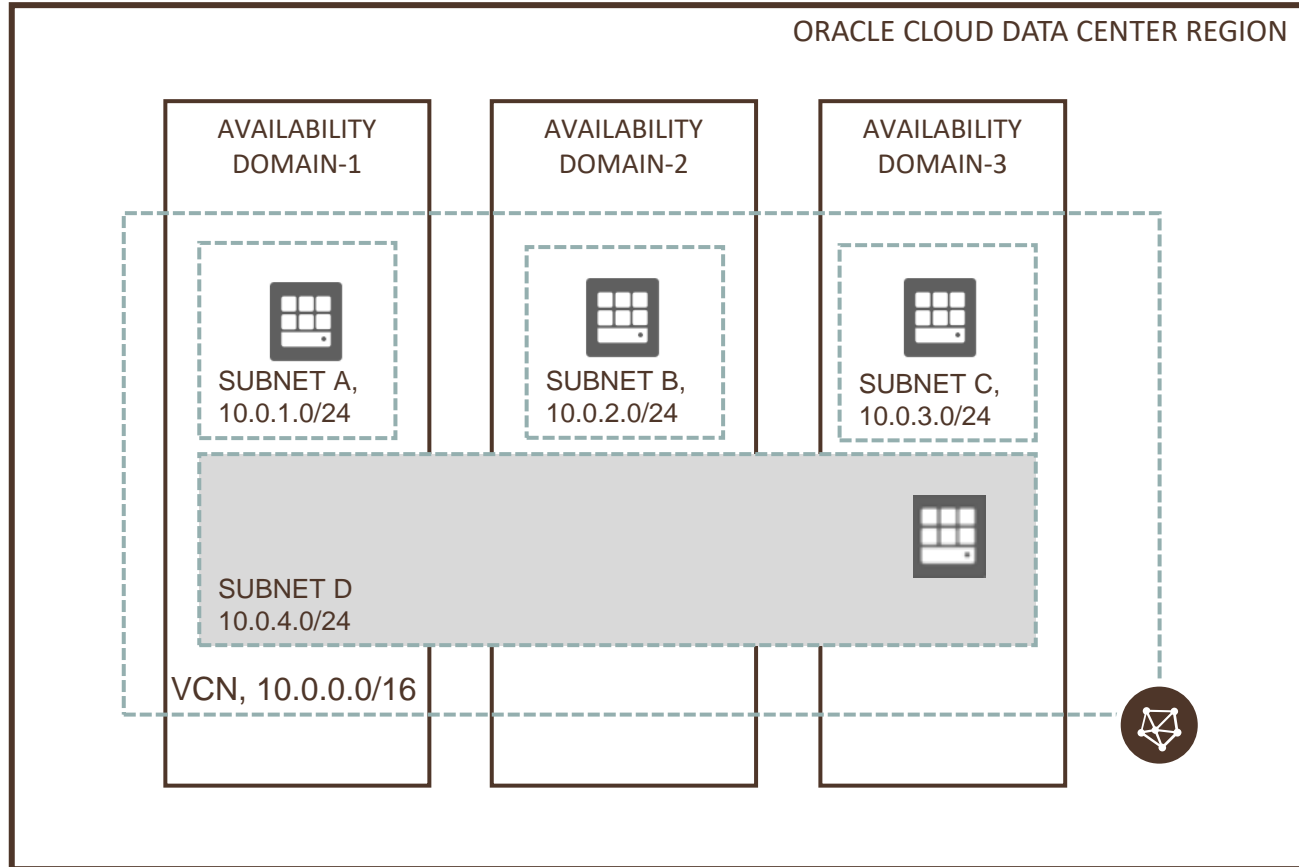 ORACLE CLOUD DATA CENTER REGION
AVAILABILITY
DOMAIN-1
AVAILABILITY
DOMAIN-2
AVAILABILITY
DOMAIN-3
SUBNET A,
10.0.1.0/24
SUBNET B,
10.0.2.0/24
SUBNET C,
10.0.3.0/24
SUBNET D
10.0.4.0/24
VCN, 10.0.0.0/16